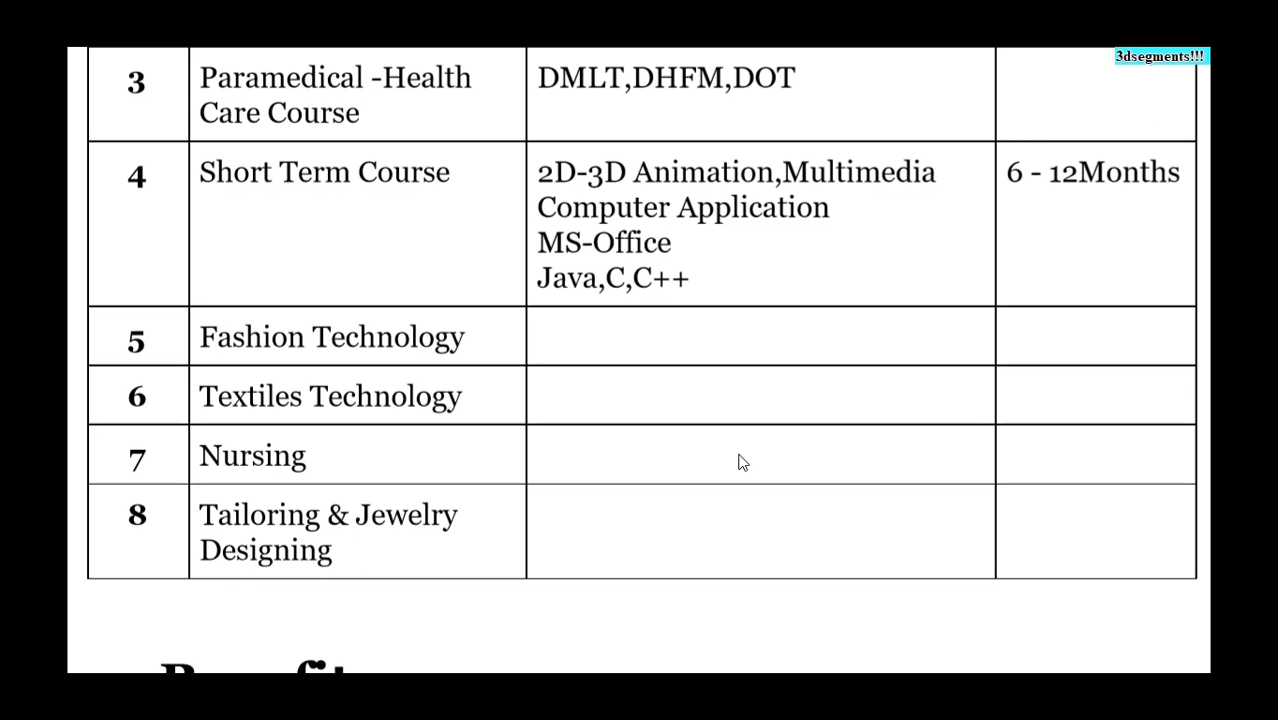 3dsegments!!!
3 Paramedical -Health DMLT,DHFM,DOT
Care Course
4 Short Term Course 2D-3D Animation,Multimedia 6 - 12Months
Computer Application
MS-Office
Java,C,C++
5 Fashion Technology
6 Textiles Technology
7 Nursing
8 Tailoring & Jewelry
Designing